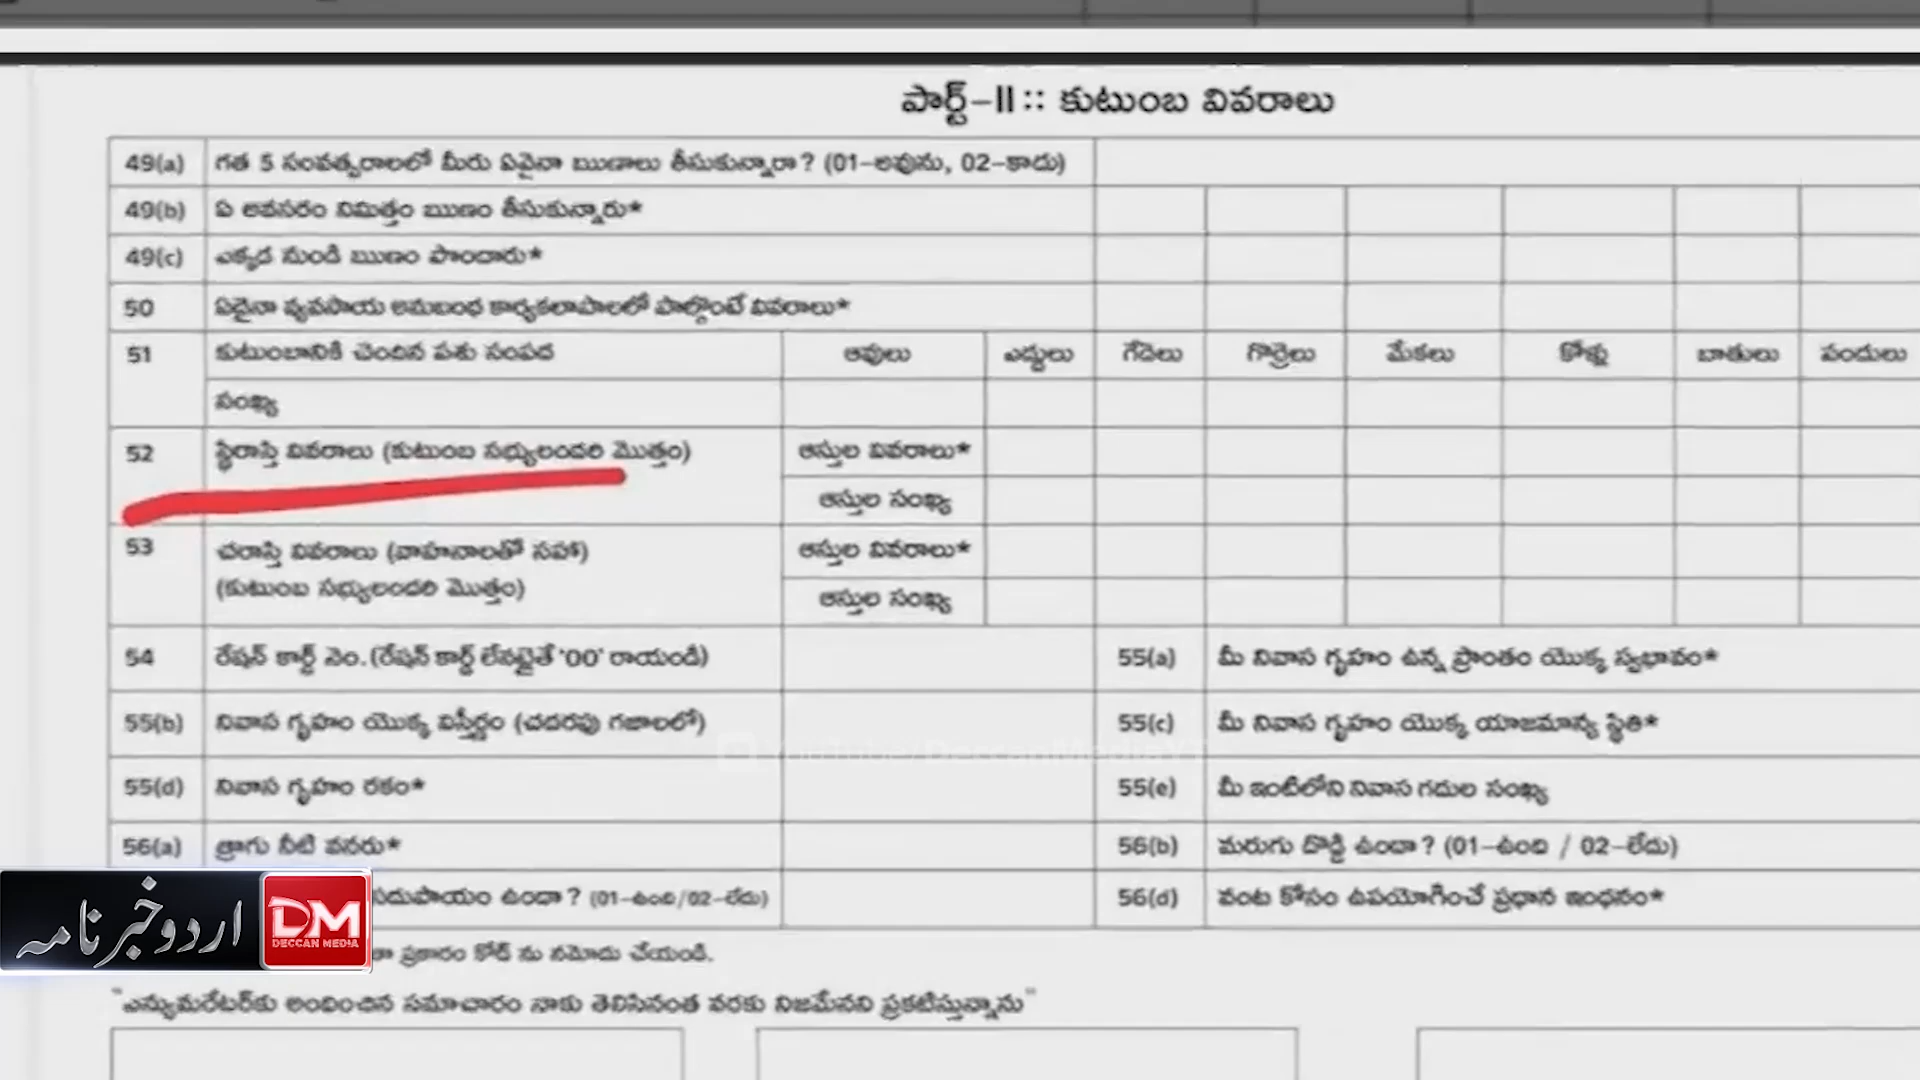 పార్ట్-II :: కుటుంబ వివరాలు
49(a) గత 5 సంవత్సరాలలో మీరు ఏవైనా ఋణాలు తీసుకున్నారా? (01-అవును, 02-కాదు)
49(b) ఏ అవసరం నిమిత్తం ఋణం తీసుకున్నారు*
49(c) ఎక్కడ నుండి ఋణం పొందారు*
50 ఏదైనా వ్యవసాయ అనుబంధ కార్యకలాపాలలో పాల్గొంటే వివరాలు*
51 కుటుంబానికి చెందిన పశు సంపద ఆవులు ఎద్దులు గేదెలు గొర్రెలు మేకలు కోళ్లు బాతులు పందులు
సంఖ్య
52 స్థిరాస్తి వివరాలు (కుటుంబ సభ్యులందరి మొత్తం) ఆస్తుల వివరాలు*
ఆస్తుల సంఖ్య
53 చరాస్తి వివరాలు (వాహనాలతో సహా) ఆస్తుల వివరాలు*
(కుటుంబ సభ్యులందరి మొత్తం) ఆస్తుల సంఖ్య
54 రేషన్ కార్డ్ నెం. (రేషన్ కార్డ్ లేనట్లైతే '00' రాయండి) 55(a) మీ నివాస గృహం ఉన్న ప్రాంతం యొక్క స్వభావం*
55(b) నివాస గృహం యొక్క విస్తీర్ణం (చదరపు గజాలలో) 55(c) మీ నివాస గృహం యొక్క యాజమాన్య స్థితి*
YouTube/DeccanMediaYT
55(d) నివాస గృహం రకం* 55(e) మీ ఇంటిలోని నివాస గదుల సంఖ్య
56(a) త్రాగు నీటి వనరు* 56(b) మరుగు దొడ్డి ఉందా? (01-ఉంది / 02-లేదు)
సదుపాయం ఉందా? (01-ఉంది/02-లేదు) 56(d) వంట కోసం ఉపయోగించే ప్రధాన ఇంధనం*
اردو خبرنامہ DM
DECCAN MEDIA
ప్రకారం కోడ్ ను నమోదు చేయండి.
"ఎన్యుమరేటర్‌కు అందించిన సమాచారం నాకు తెలిసినంత వరకు నిజమేనని ప్రకటిస్తున్నాను"